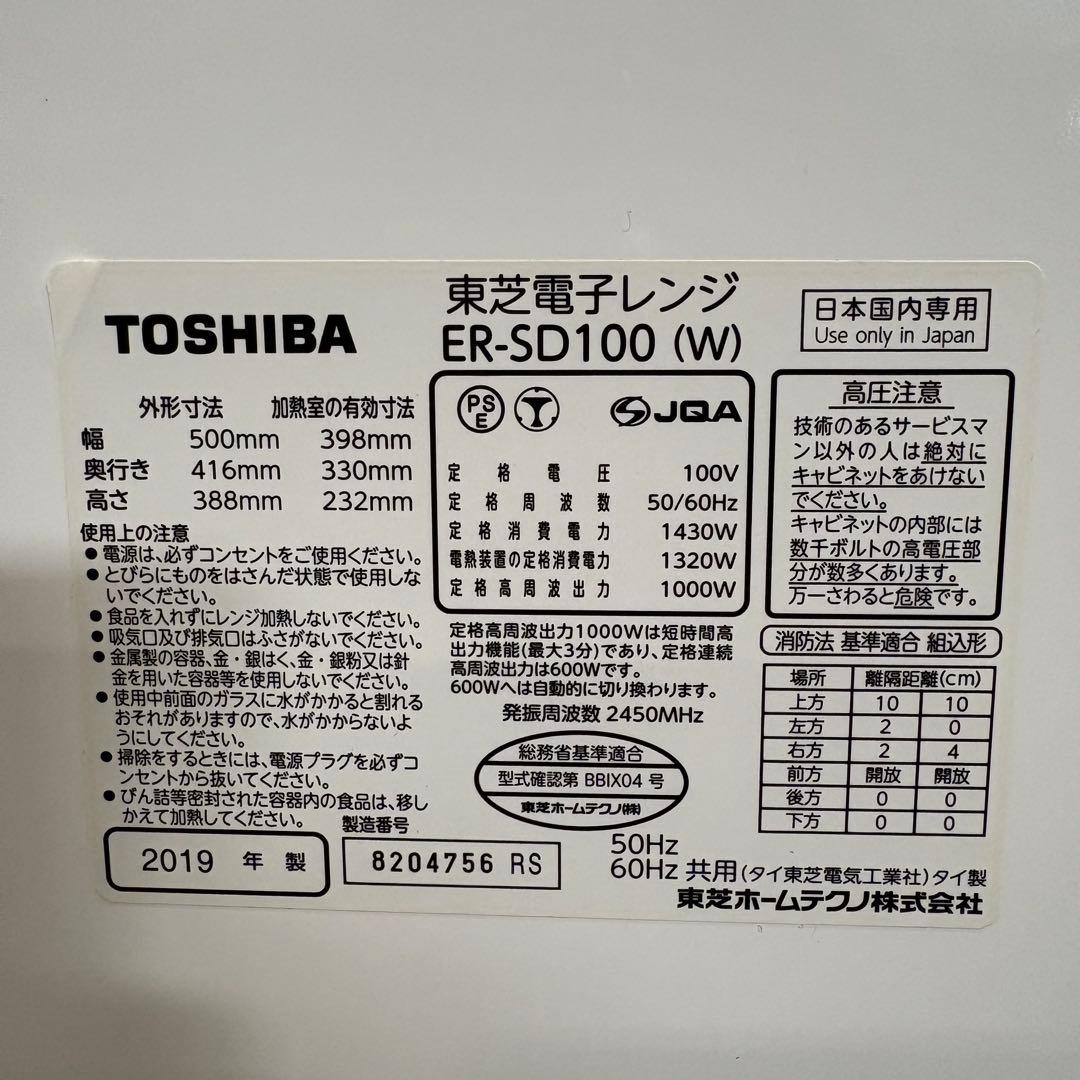 東芝電子レンジ
TOSHIBA
ER-SD100 (W)
日本国内専用
Use only in Japan
外形寸法 加熱室の有効寸法
幅 500mm 398mm
奥行き 416mm 330mm
高さ 388mm 232mm
使用上の注意
●電源は、必ずコンセントをご使用ください。
●とびらにものをはさんだ状態で使用しな
いでください。
●食品を入れずにレンジ加熱しないでください。
●吸気口及び排気口はふさがないでください。
●金属製の容器、金・銀はく、金・銀粉又は針
金を用いた容器等を使用しないでください。
●使用中前面のガラスに水がかかると割れる
おそれがありますので、水がかからないよ
うにしてください。
●掃除をするときには、電源プラグを必ずコ
ンセントから抜いてください。
●びん詰等密封された容器内の食品は、移し
かえて加熱してください。
PS
E
JQA
定格電圧 100V
定格周波数 50/60Hz
定格消費電力 1430W
電熱装置の定格消費電力 1320W
定格高周波出力 1000W
定格高周波出力1000Wは短時間高
出力機能(最大3分)であり、定格連続
高周波出力は600Wです。
600Wへは自動的に切り換わります。
発振周波数 2450MHz
総務省基準適合
型式確認第 BBIX04 号
東芝ホームテクノ(株)
高圧注意
技術のあるサービスマ
ン以外の人は絶対に
キャビネットをあけない
でください。
キャビネットの内部には
数千ボルトの高電圧部
分が数多くあります。
万一さわると危険です。
消防法 基準適合 組込形
場所 離隔距離(cm)
上方 10 10
左方 2 0
右方 2 4
前方 開放 開放
後方 0 0
下方 0 0
2019 年 製
製造番号
8204756 RS
50Hz
60Hz 共用(タイ東芝電気工業社)タイ製
東芝ホームテクノ株式会社